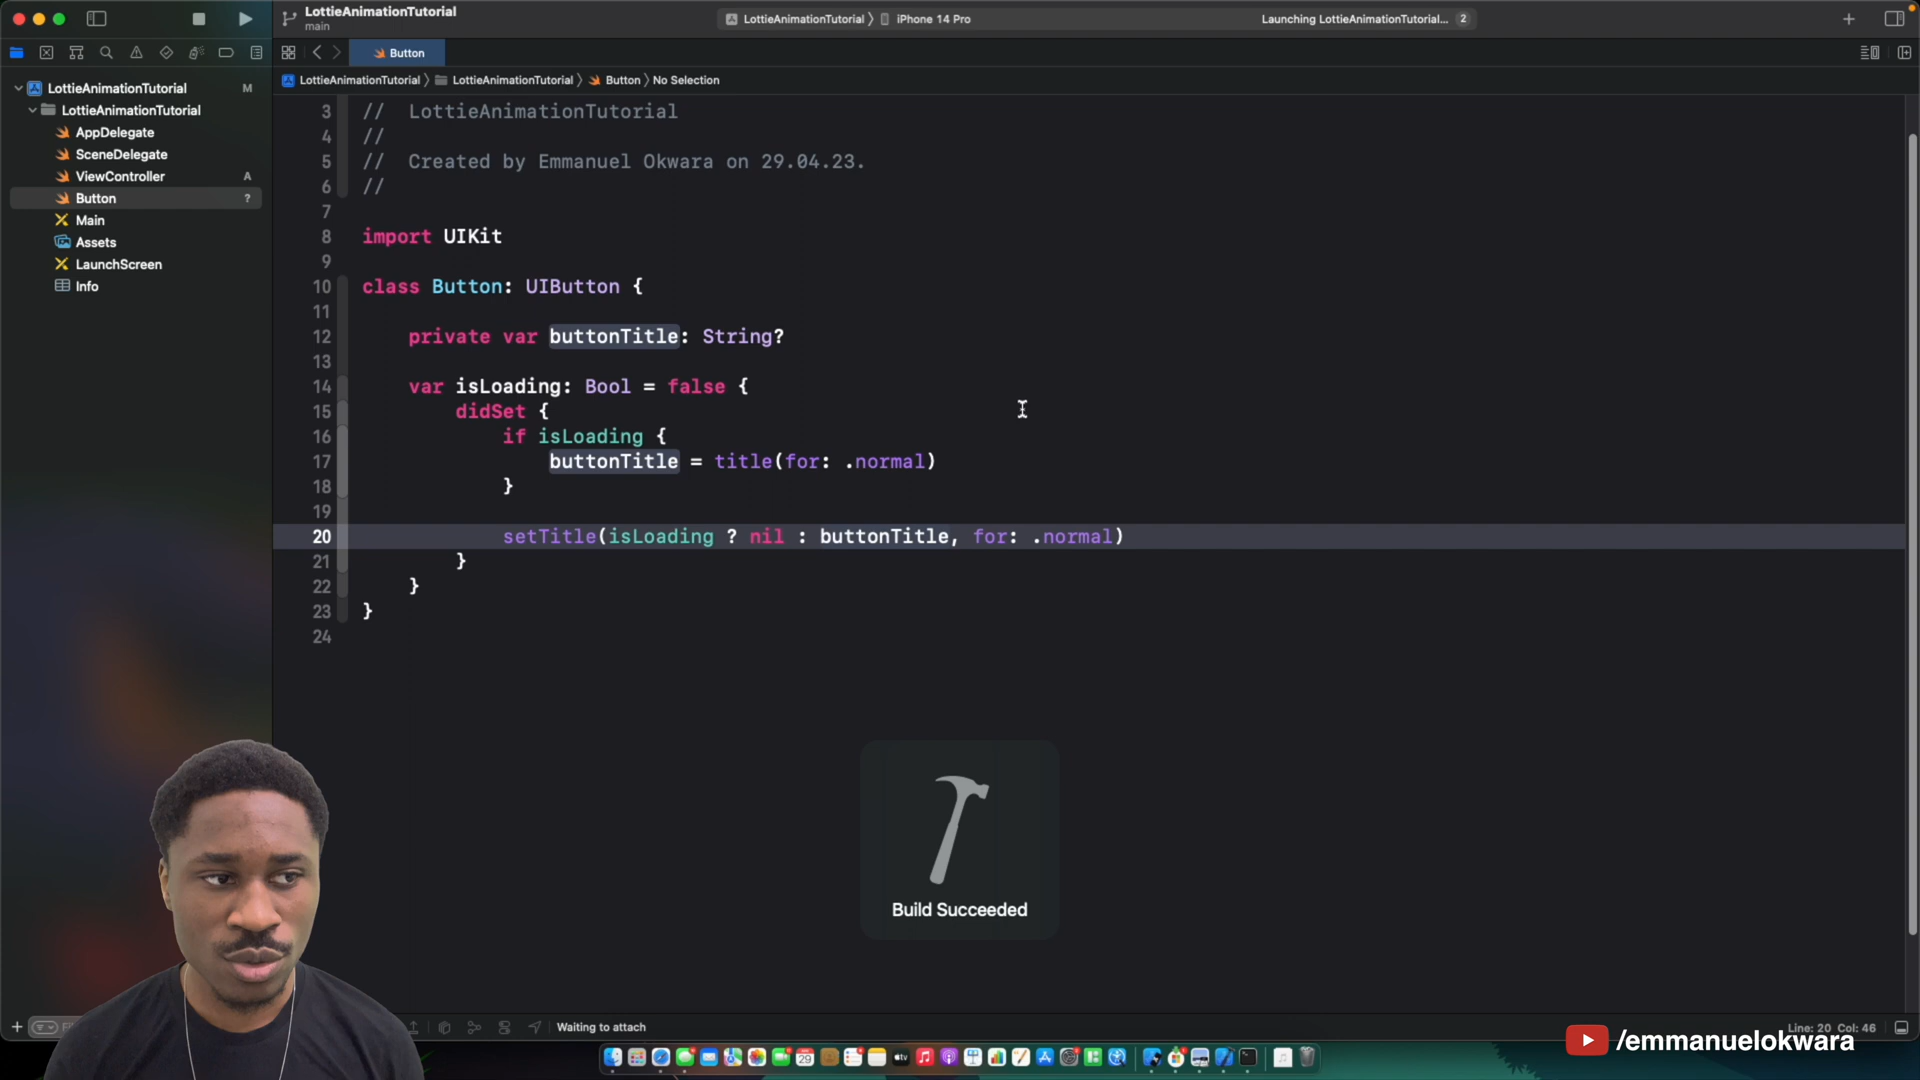 LottieAnimationTutorial
main
LottieAnimationTutorial 〉 iPhone 14 Pro
Launching LottieAnimationTutorial... 2
Button
LottieAnimationTutorial 〉 LottieAnimationTutorial 〉 Button 〉 No Selection
LottieAnimationTutorial M
LottieAnimationTutorial
AppDelegate
SceneDelegate
ViewController A
Button ?
Main
Assets
LaunchScreen
Info
3 //  LottieAnimationTutorial
4 //
5 //  Created by Emmanuel Okwara on 29.04.23.
6 //
7
8 import UIKit
9
10 class Button: UIButton {
11
12 private var buttonTitle: String?
13
14 var isLoading: Bool = false {
15 didSet {
16 if isLoading {
17 buttonTitle = title(for: .normal)
18 }
19
20 setTitle(isLoading ? nil : buttonTitle, for: .normal)
21 }
22 }
23 }
24
Build Succeeded
Waiting to attach
Line: 20 Col: 46
/emmanuelokwara